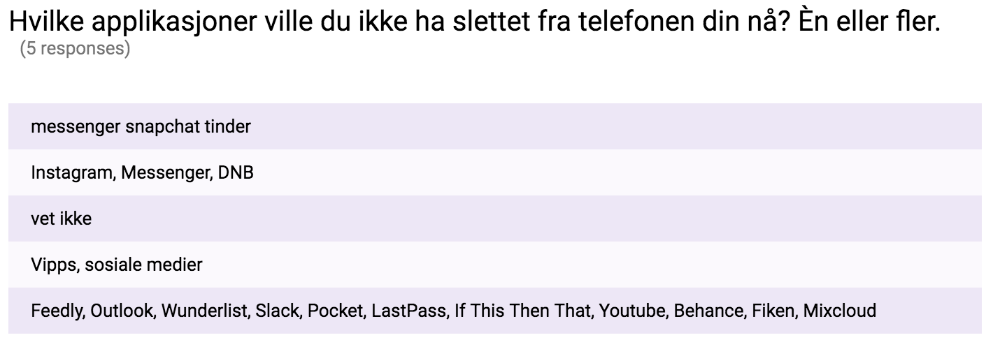 Hvilke applikasjoner ville du ikke ha slettet fra telefonen din nå? Èn eller fler.
(5 responses)
messenger snapchat tinder
Instagram, Messenger, DNB
vet ikke
Vipps, sosiale medier
Feedly, Outlook, Wunderlist, Slack, Pocket, LastPass, If This Then That, Youtube, Behance, Fiken, Mixcloud